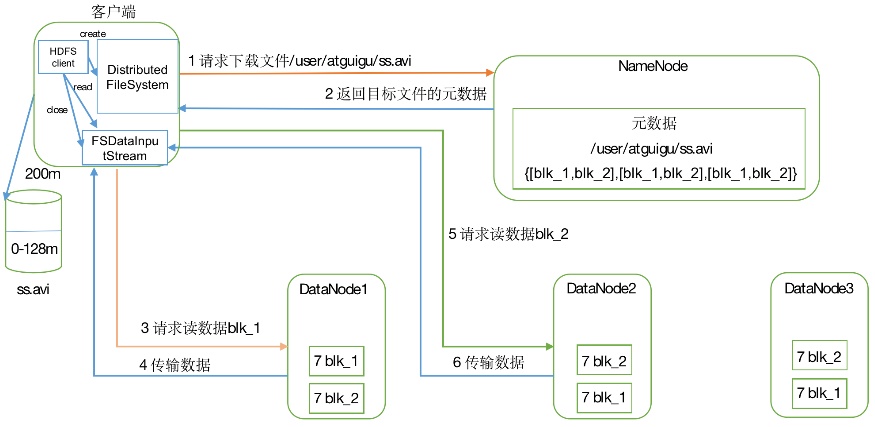 客户端
create
HDFS
client
Distributed
FileSystem
read
close
FSDataInpu
tStream
1 请求下载文件/user/atguigu/ss.avi
2 返回目标文件的元数据
NameNode
元数据
/user/atguigu/ss.avi
{[blk_1,blk_2],[blk_1,blk_2],[blk_1,blk_2]}
200m
0-128m
ss.avi
5 请求读数据blk_2
3 请求读数据blk_1
4 传输数据
6 传输数据
DataNode1
7 blk_1
7 blk_2
DataNode2
7 blk_2
7 blk_1
DataNode3
7 blk_2
7 blk_1